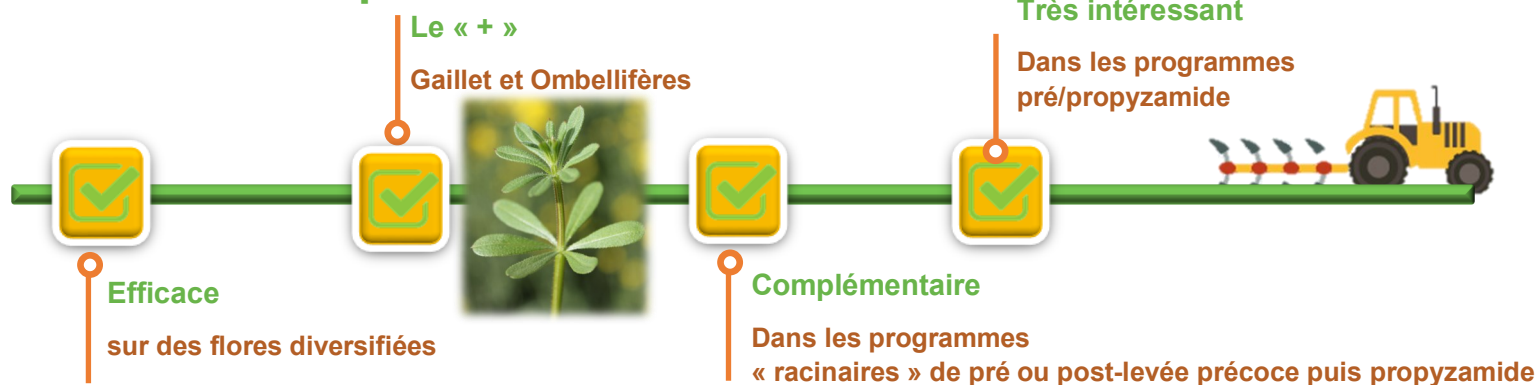 Le « + »
Gaillet et Ombellifères
Très intéressant
Dans les programmes
pré/propyzamide
Efficace
sur des flores diversifiées
Complémentaire
Dans les programmes
« racinaires » de pré ou post-levée précoce puis propyzamide